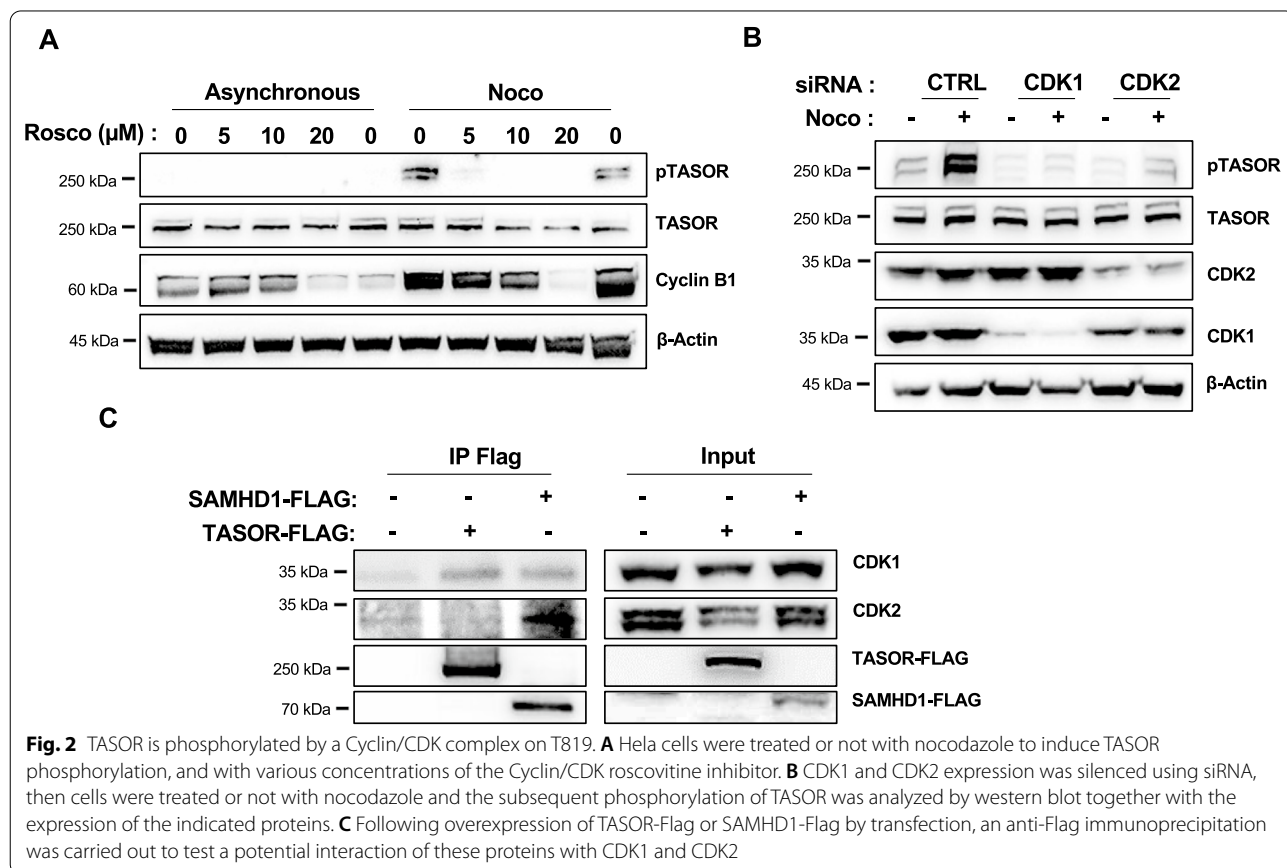 A
Asynchronous Noco
Rosco (µM) : 0 5 10 20 0 0 5 10 20 0
250 kDa pTASOR
250 kDa TASOR
60 kDa Cyclin B1
45 kDa β-Actin
B
siRNA : CTRL CDK1 CDK2
Noco : - + - + - +
250 kDa pTASOR
250 kDa TASOR
35 kDa CDK2
35 kDa CDK1
45 kDa β-Actin
C
IP Flag Input
SAMHD1-FLAG: - - + - - +
TASOR-FLAG: - + - - + -
35 kDa CDK1
35 kDa CDK2
250 kDa TASOR-FLAG
70 kDa SAMHD1-FLAG
Fig. 2 TASOR is phosphorylated by a Cyclin/CDK complex on T819. A Hela cells were treated or not with nocodazole to induce TASOR
phosphorylation, and with various concentrations of the Cyclin/CDK roscovitine inhibitor. B CDK1 and CDK2 expression was silenced using siRNA,
then cells were treated or not with nocodazole and the subsequent phosphorylation of TASOR was analyzed by western blot together with the
expression of the indicated proteins. C Following overexpression of TASOR-Flag or SAMHD1-Flag by transfection, an anti-Flag immunoprecipitation
was carried out to test a potential interaction of these proteins with CDK1 and CDK2